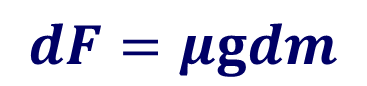 dF = μgdm